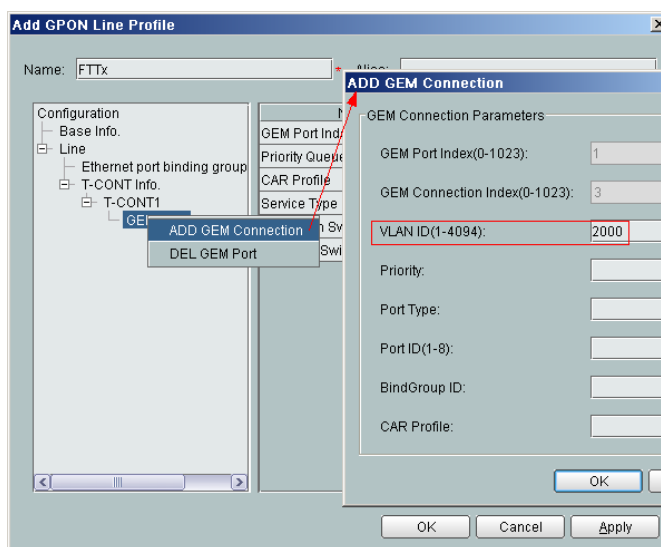 Add GPON Line Profile
Name: FTTx * Alias:
Configuration
Base Info.
Line
Ethernet port binding group
T-CONT Info.
T-CONT1
ADD GEM Connection
DEL GEM Port
GEM Port
Priority
CAR Profile
Service Type
ADD GEM Connection
GEM Connection Parameters
GEM Port Index(0-1023): 1
GEM Connection Index(0-1023): 3
VLAN ID(1-4094): 2000
Priority:
Port Type:
Port ID(1-8):
BindGroup ID:
CAR Profile:
OK
OK Cancel Apply